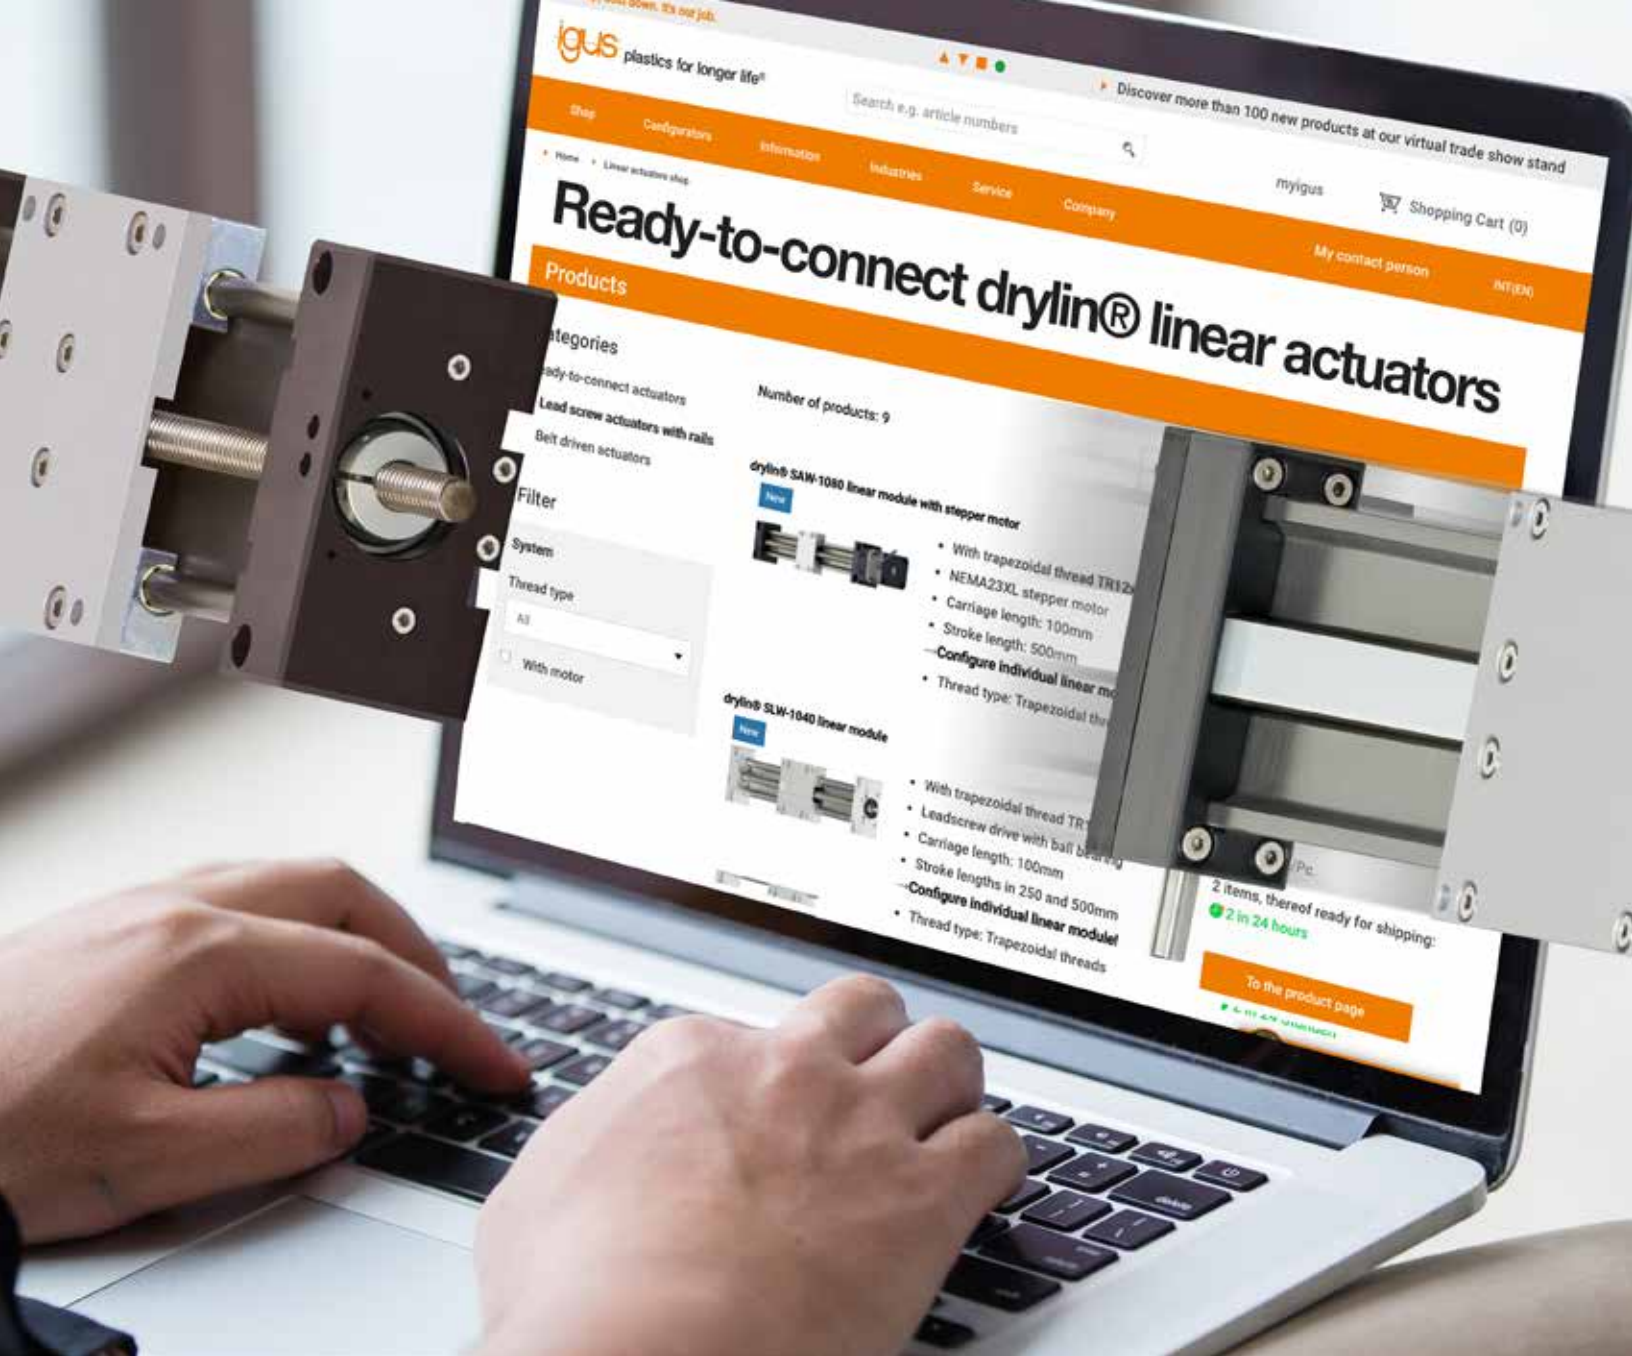 down. It's our job.
igus plastics for longer life®
Discover more than 100 new products at our virtual trade show stand
Search e.g. article numbers
myigus
Shopping Cart (0)
Shop Configurators Information Industries Service Company My contact person INT(EN)
Home Linear actuators shop
Ready-to-connect drylin® linear actuators
Products
ategories
ady-to-connect actuators
Lead screw actuators with rails
Belt driven actuators
Filter
System
Thread type
All
With motor
Number of products: 9
drylin® SAW-1080 linear module with stepper motor
New
• With trapezoidal thread TR12
• NEMA23XL stepper motor
• Carriage length: 100mm
• Stroke length: 500mm
Configure individual linear mo
• Thread type: Trapezoidal thr
drylin® SLW-1040 linear module
New
• With trapezoidal thread TR
• Leadscrew drive with ball bearing
• Carriage length: 100mm
• Stroke lengths in 250 and 500mm
Configure individual linear module!
• Thread type: Trapezoidal threads
/Pc.
2 items, thereof ready for shipping:
2 in 24 hours
To the product page
delete